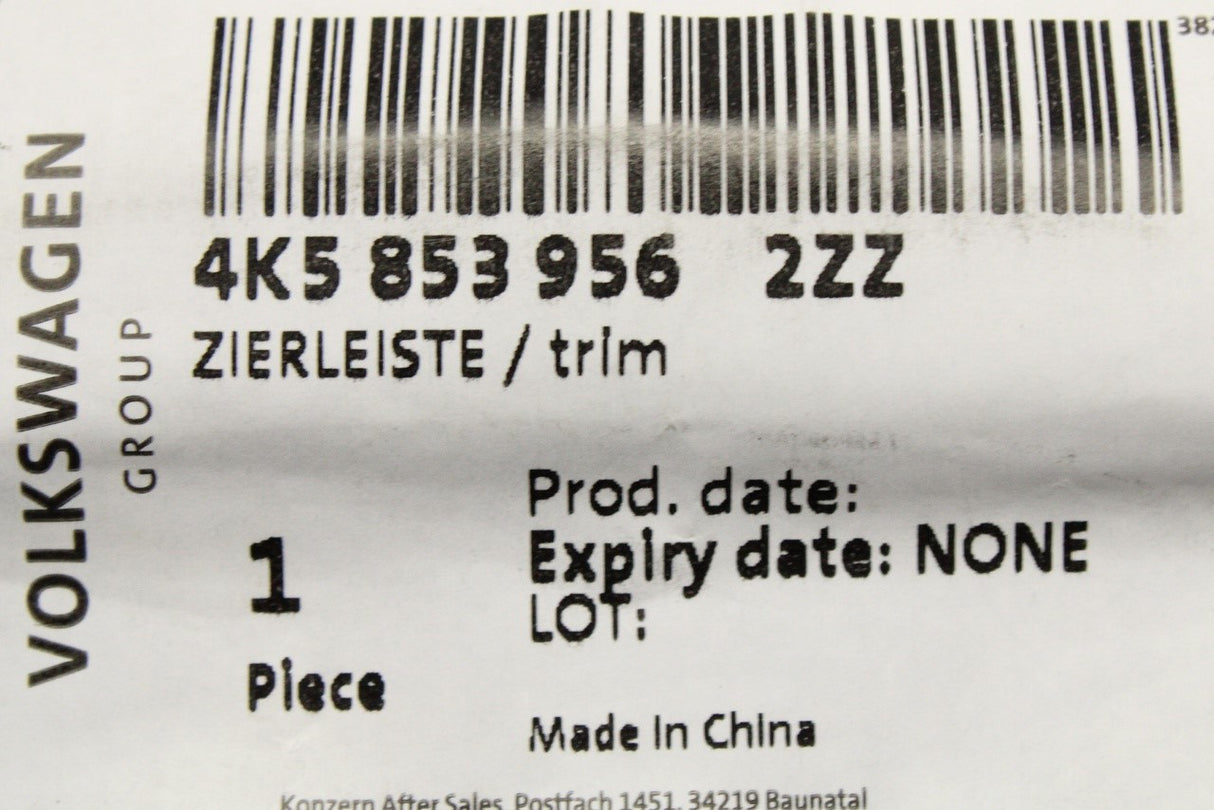 382
VOLKSWAGEN
GROUP
4K5 853 956 2ZZ
ZIERLEISTE / trim
Prod. date:
Expiry date: NONE
LOT:
1
Piece
Made in China
Konzern After Sales, Postfach 1451, 34219 Baunatal